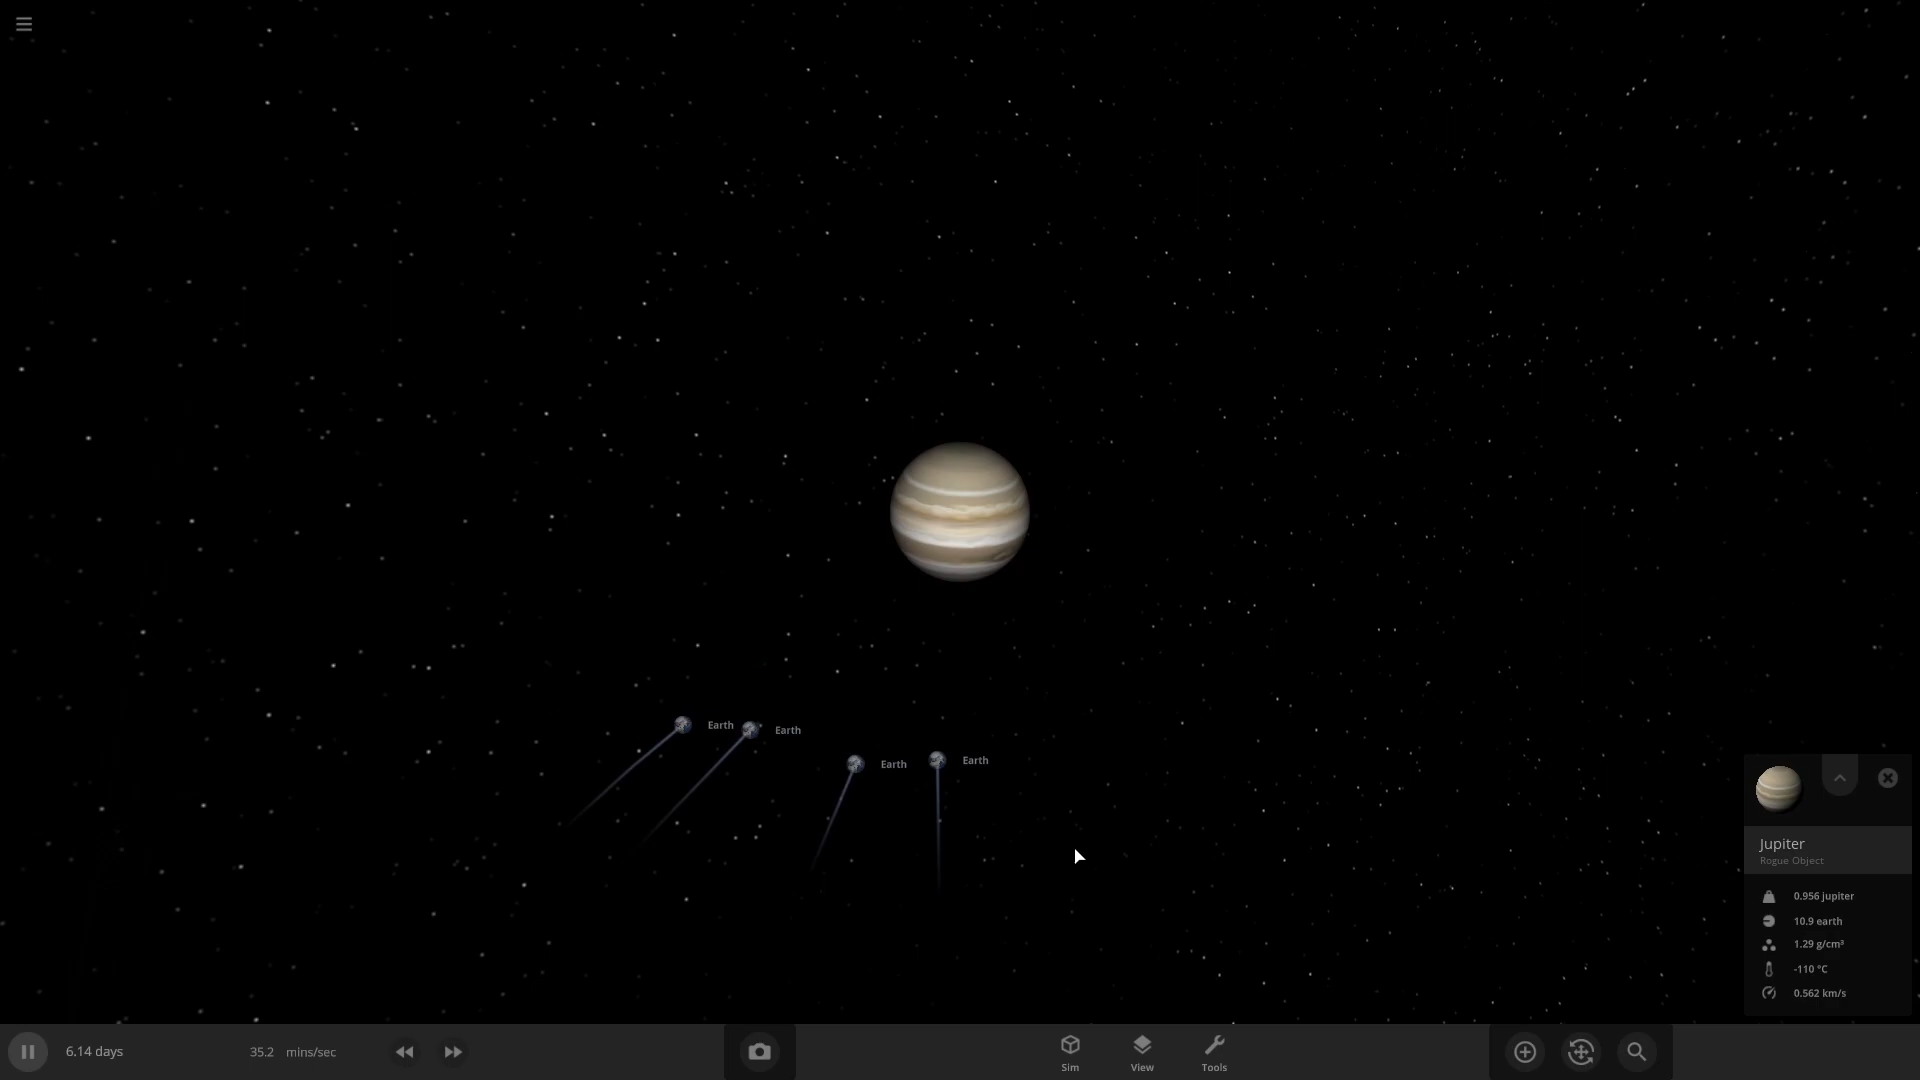 Earth
Earth
Earth
Earth
Jupiter
Rogue Object
0.956 jupiter
10.9 earth
1.29 g/cm³
-110 °C
0.562 km/s
6.14 days
35.2 mins/sec
Sim
View
Tools